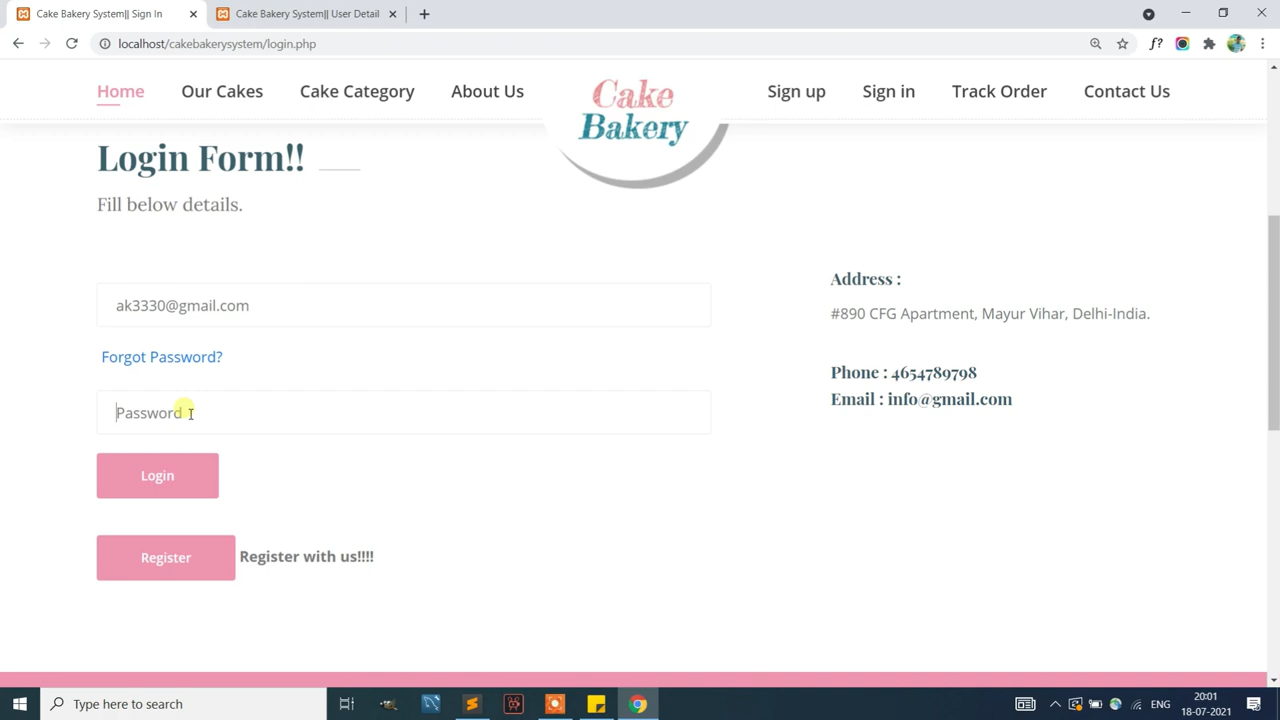 Cake Bakery System|| Sign In
Cake Bakery System|| User Detail
localhost/cakebakerysystem/login.php
f?
Home
Our Cakes
Cake Category
About Us
Cake
Bakery
Sign up
Sign in
Track Order
Contact Us
Login Form!!
Fill below details.
ak3330@gmail.com
Forgot Password?
Password
Login
Register
Register with us!!!!
Address :
#890 CFG Apartment, Mayur Vihar, Delhi-India.
Phone : 4654789798
Email : info@gmail.com
Type here to search
ENG
20:01
18-07-2021